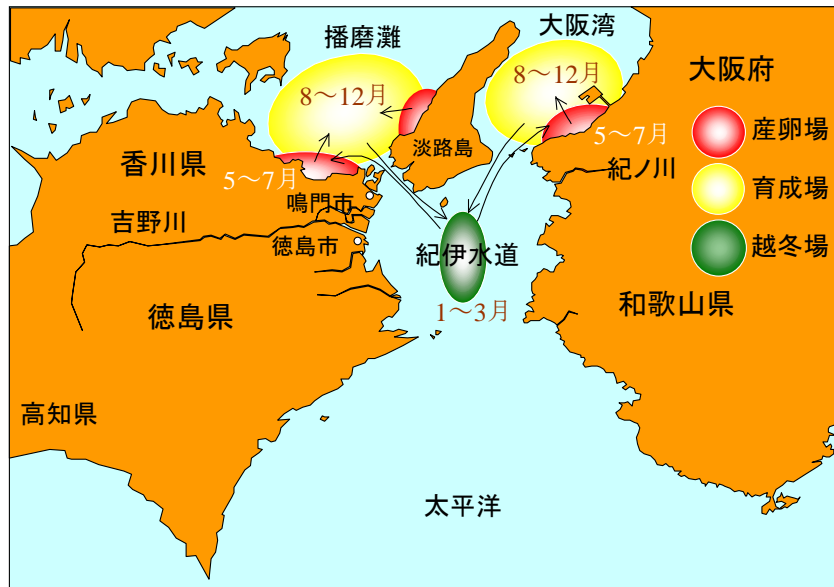 播磨灘
大阪湾
8～12月
8～12月
大阪府
産卵場
5～7月
淡路島
香川県
5～7月
紀ノ川
育成場
鳴門市
吉野川
徳島市
紀伊水道
越冬場
1～3月
徳島県
和歌山県
高知県
太平洋